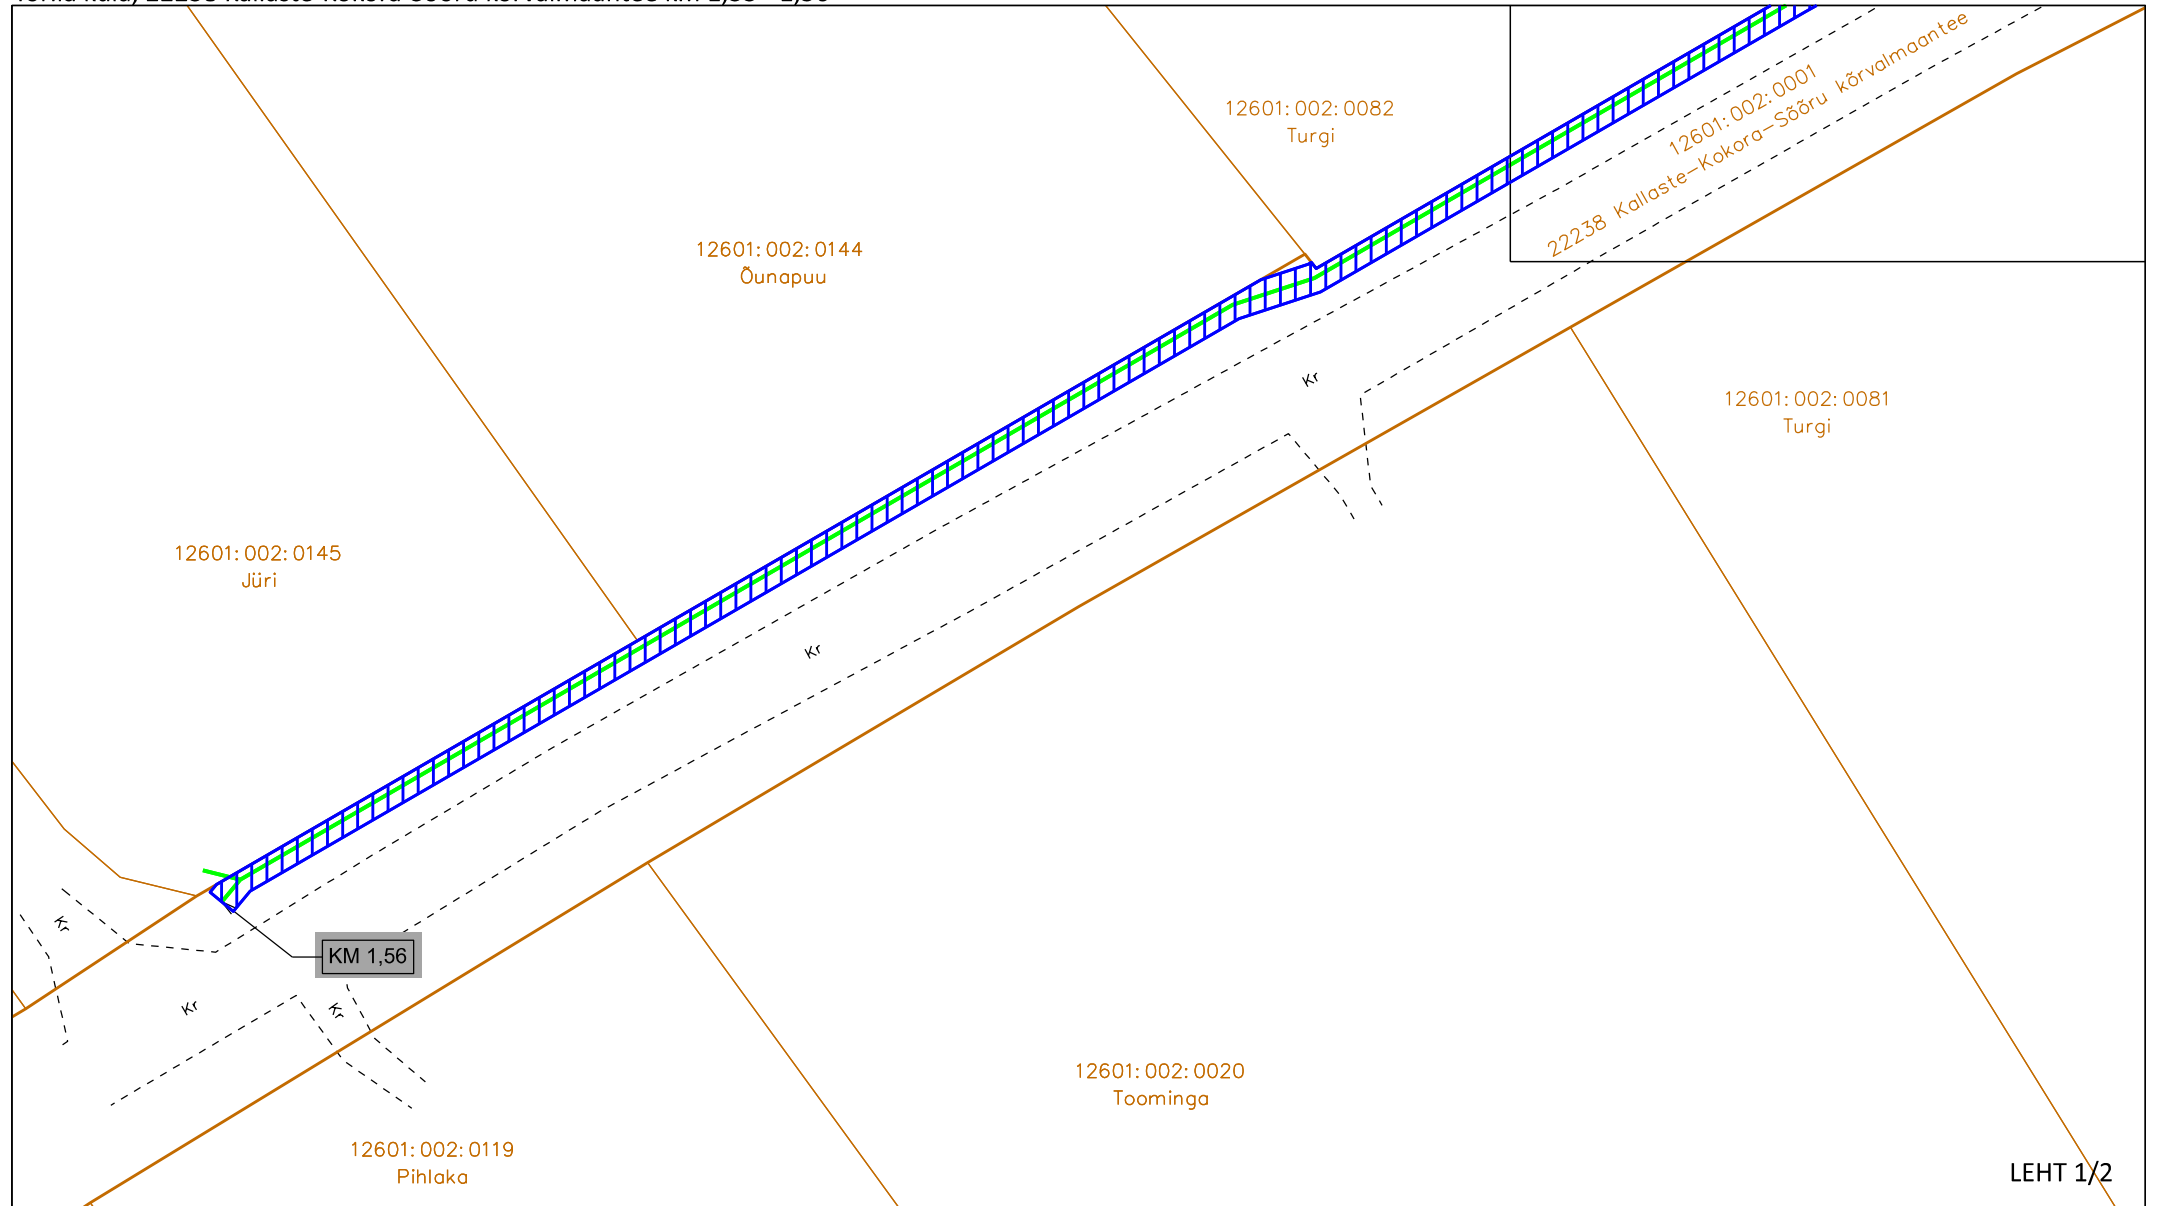 12601:002:0082
Turgi
12601:002:0001
22238 Kallaste-Kokora-Sõõru kõrvalmaantee
12601:002:0144
Õunapuu
Kr
12601:002:0081
Turgi
12601:002:0145
Jüri
Kr
Kr
KM 1,56
Kr
Kr
12601:002:0020
Toominga
12601:002:0119
Pihlaka
LEHT 1/2